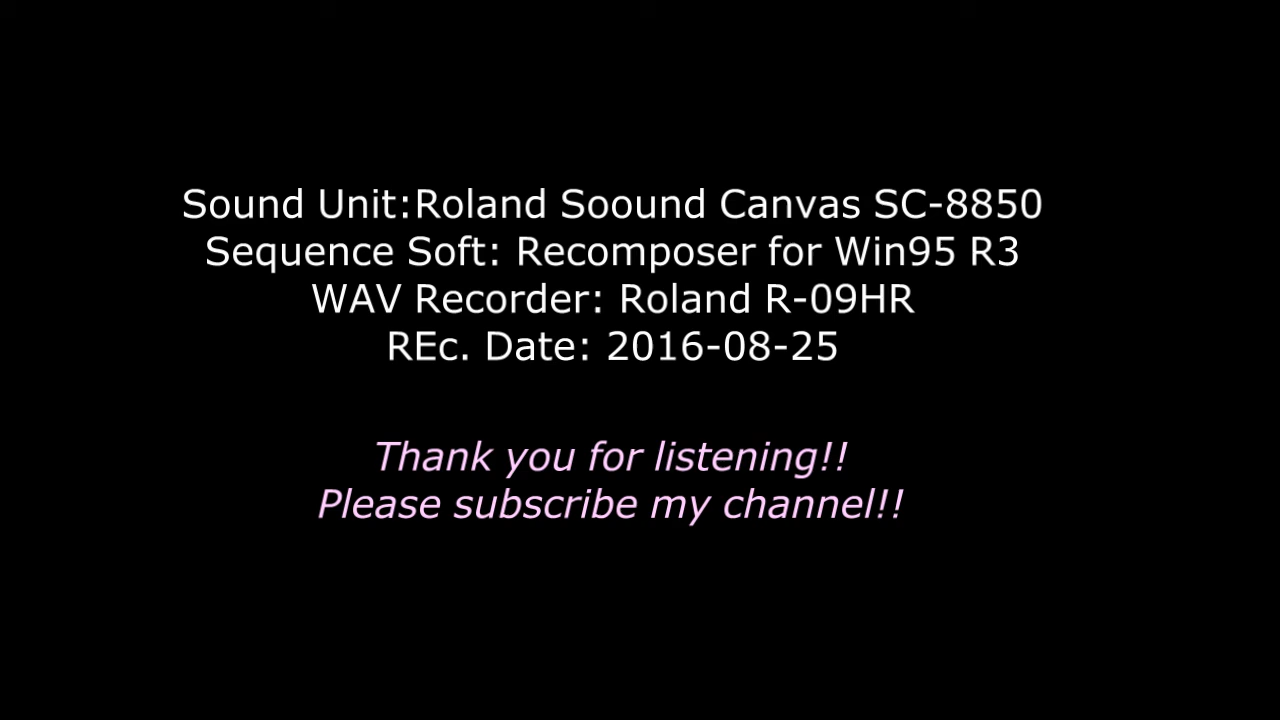 Sound Unit:Roland Soound Canvas SC-8850
Sequence Soft: Recomposer for Win95 R3
WAV Recorder: Roland R-09HR
REc. Date: 2016-08-25
Thank you for listening!!
Please subscribe my channel!!